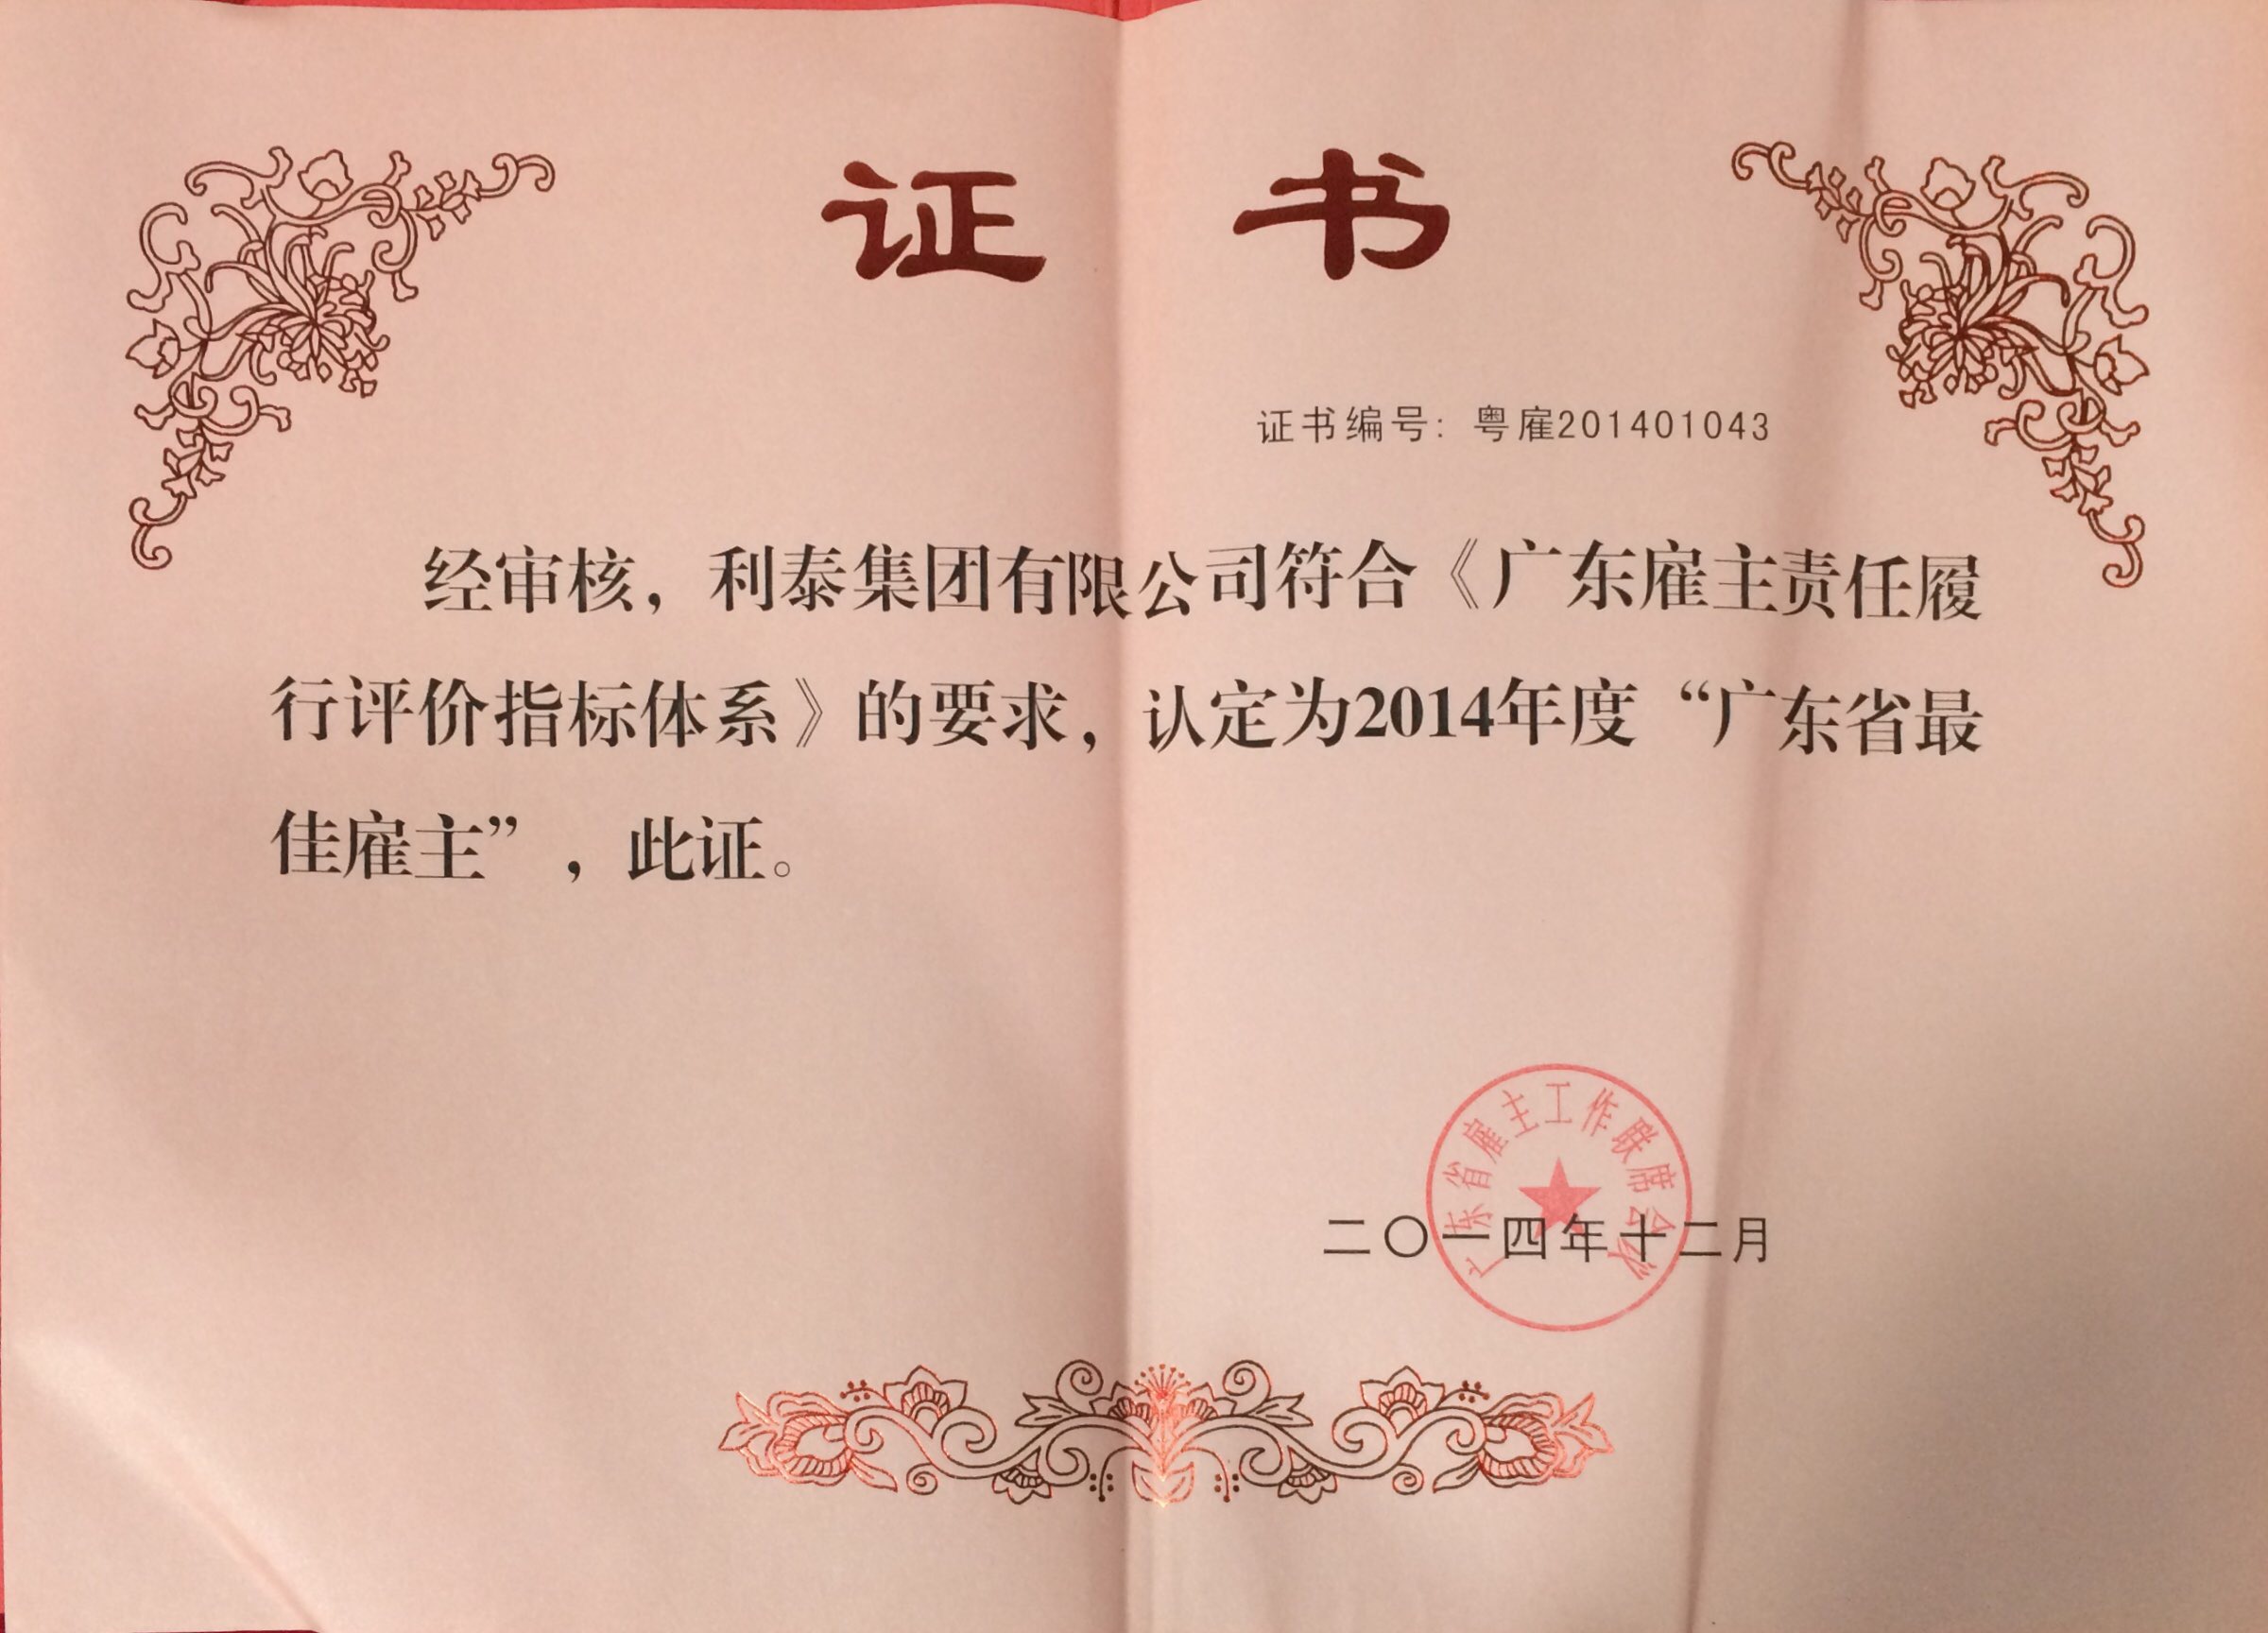 证 书
证书编号：粤雇201401043
经审核，利泰集团有限公司符合《广东雇主责任履
行评价指标体系》的要求，认定为2014年度“广东省最
佳雇主”，此证。
广东省雇主工作联席会议
二〇一四年十二月